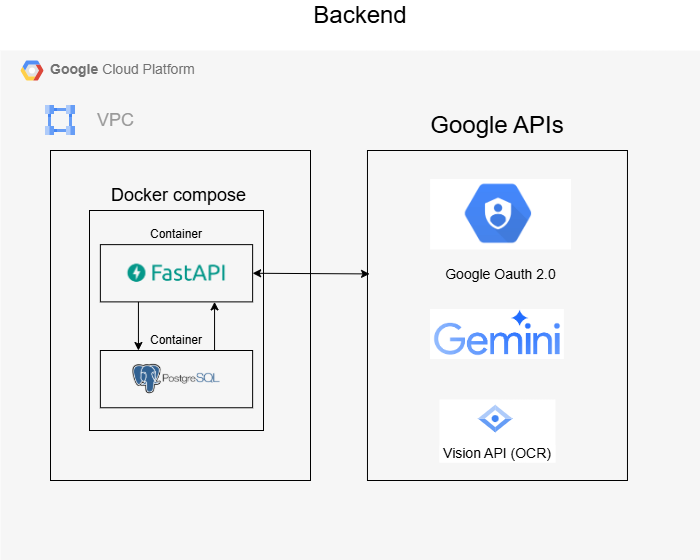 Backend
Google Cloud Platform
VPC
Google APIs
Docker compose
Container
FastAPI
Google Oauth 2.0
Container
Gemini
PostgreSQL
Vision API (OCR)